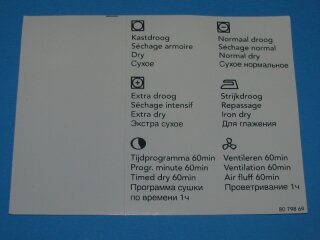 Kastdroog
Séchage armoire
Dry
Сухое
Normaal droog
Séchage normal
Normal dry
Сухое нормальное
Extra droog
Séchage intensif
Extra dry
Экстра сухое
Strijkdroog
Repassage
Iron dry
Для глажения
Tijdprogramma 60min
Progr. minute 60min
Timed dry 60min
Программа сушки
по времени 1ч
Ventileren 60min
Ventilation 60min
Air fluff 60min
Проветривание 1ч
80 798 69